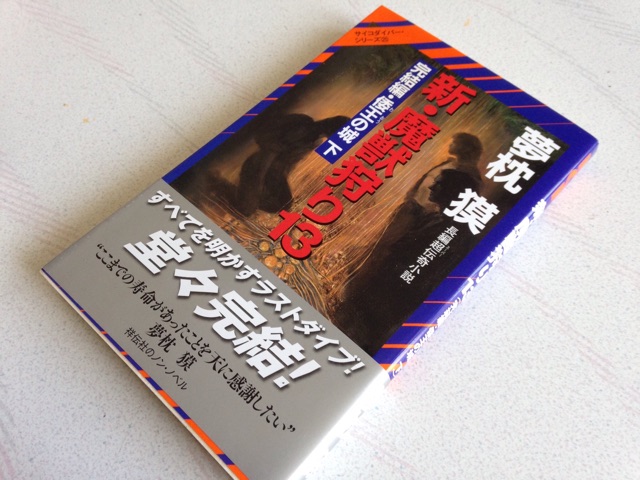 サイコダイバー・
シリーズ㉕
夢枕 獏
長編超伝奇小説
新・魔獣狩り13
完結編・倭王の城 下
すべてを明かすラストダイブ!
堂々完結!
“ここまでの寿命があったことを天に感謝したい”
夢枕 獏
祥伝社のノン・ノベル